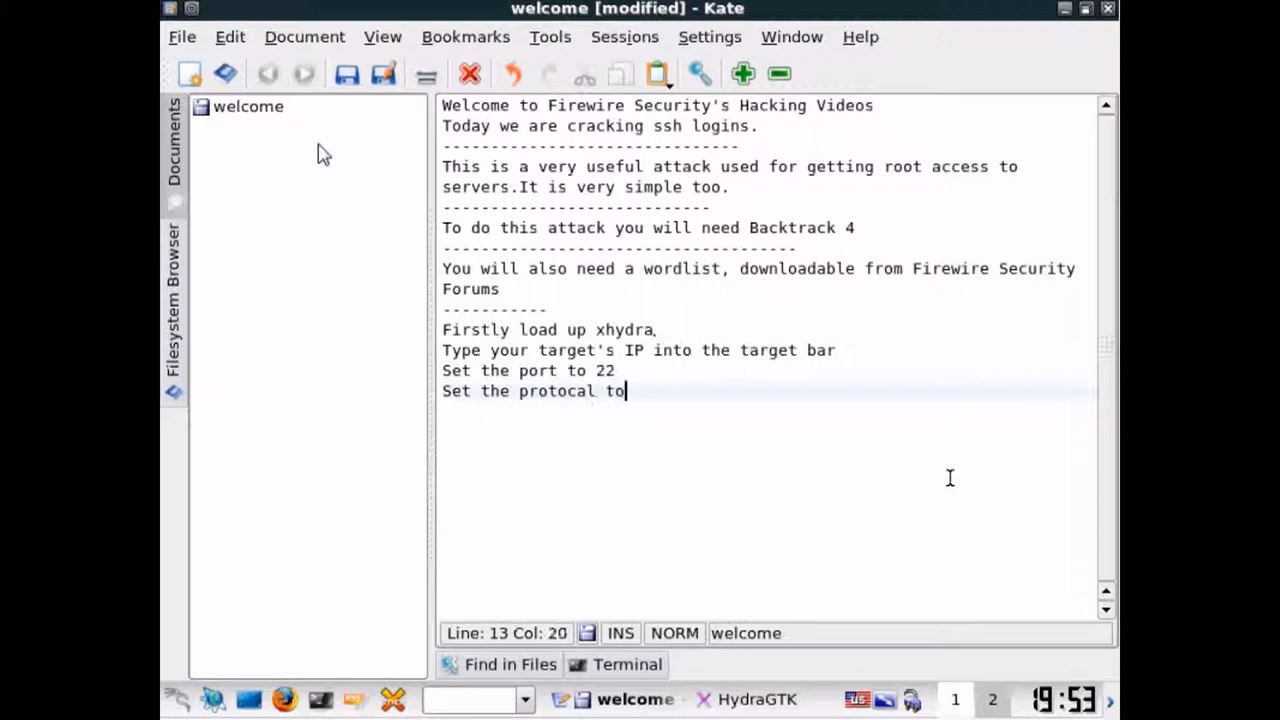 welcome [modified] - Kate
File Edit Document View Bookmarks Tools Sessions Settings Window Help
Documents
Filesystem Browser
welcome
Welcome to Firewire Security's Hacking Videos
Today we are cracking ssh logins.
-------------------------------
This is a very useful attack used for getting root access to
servers.It is very simple too.
----------------------------
To do this attack you will need Backtrack 4
-------------------------------------
You will also need a wordlist, downloadable from Firewire Security
Forums
-----------
Firstly load up xhydra.
Type your target's IP into the target bar
Set the port to 22
Set the protocal to
Line: 13 Col: 20 INS NORM welcome
Find in Files Terminal
welcome HydraGTK US 1 2 19:53